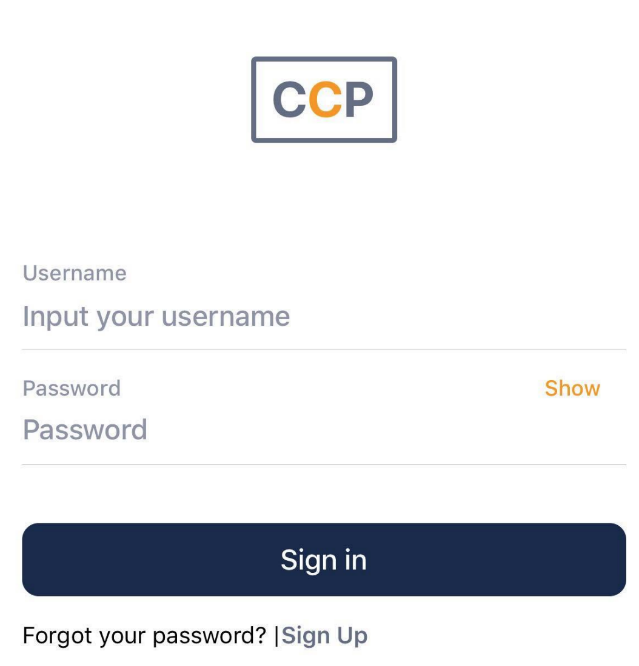 CCP
Username
Input your username
Password
Show
Password
Sign in
Forgot your password? |Sign Up